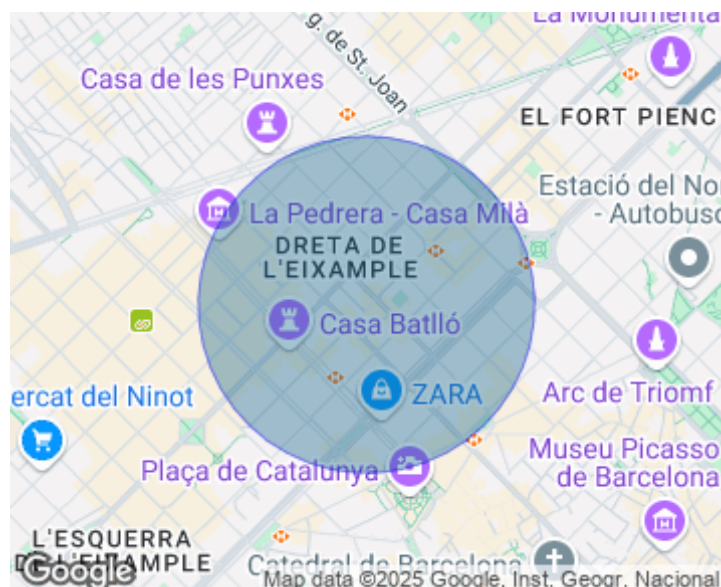 La Monumenta
g. de St. Joan
Casa de les Punxes
EL FORT PIENC
Estació del No
- Autobus
La Pedrera - Casa Milà
DRETA DE
L'EIXAMPLE
Casa Batlló
ercat del Ninot
ZARA
Arc de Triomf
Plaça de Catalunya
Museu Picasso
de Barcelona
L'ESQUERRA
DE L'EIXAMPLE
Catedral de Barcelona
Google
Map data ©2025 Google, Inst. Geogr. Nacional